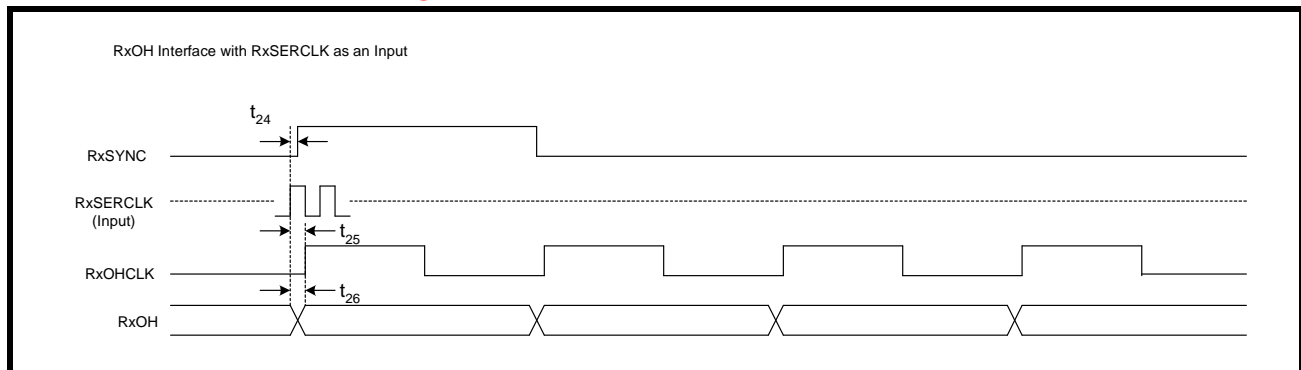 RxOH Interface with RxSERCLK as an Input
t24
RxSYNC
RxSERCLK
(Input)
t25
RxOHCLK
t26
RxOH